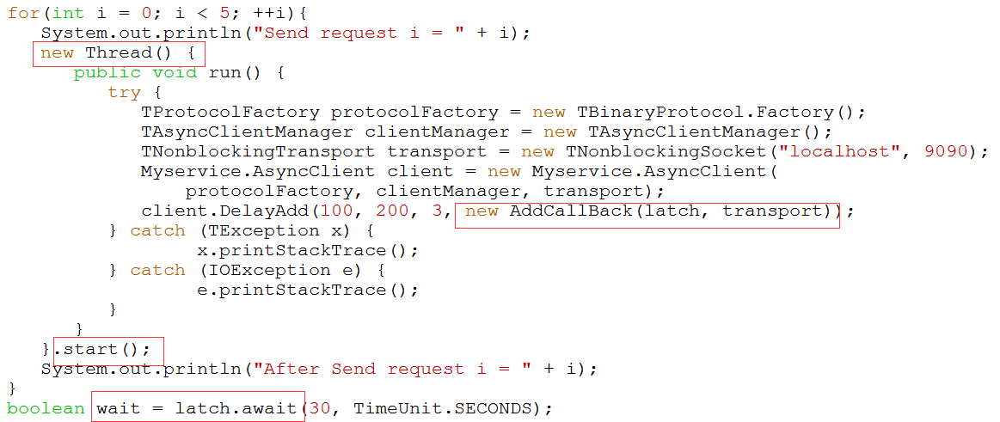 for(int i = 0; i < 5; ++i){
System.out.println("Send request i = " + i);
new Thread() {
public void run() {
try {
TProtocolFactory protocolFactory = new TBinaryProtocol.Factory();
TAsyncClientManager clientManager = new TAsyncClientManager();
TNonblockingTransport transport = new TNonblockingSocket("localhost", 9090);
Myservice.AsyncClient client = new Myservice.AsyncClient(
protocolFactory, clientManager, transport);
client.DelayAdd(100, 200, 3, new AddCallBack(latch, transport));
} catch (TException x) {
x.printStackTrace();
} catch (IOException e) {
e.printStackTrace();
}
}
}.start();
System.out.println("After Send request i = " + i);
}
boolean wait = latch.await(30, TimeUnit.SECONDS);